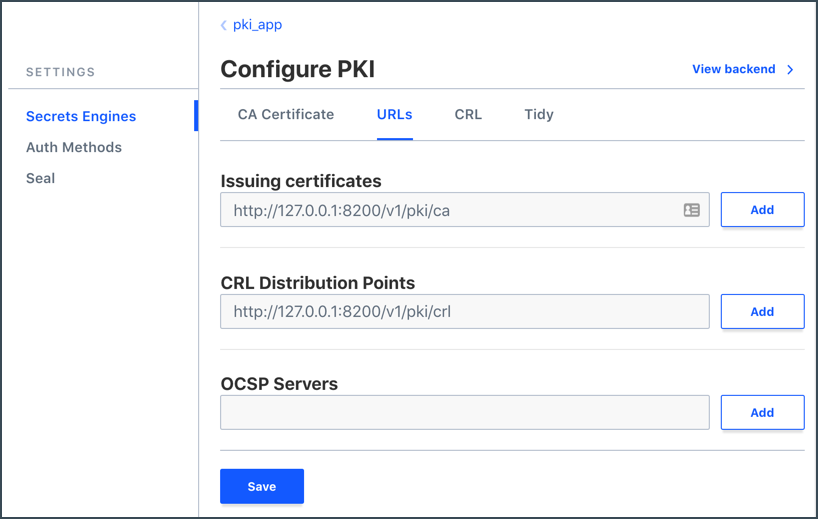 pki_app
SETTINGS
Configure PKI
View backend
Secrets Engines
Auth Methods
Seal
CA Certificate URLs CRL Tidy
Issuing certificates
http://127.0.0.1:8200/v1/pki/ca Add
CRL Distribution Points
http://127.0.0.1:8200/v1/pki/crl Add
OCSP Servers
Add
Save